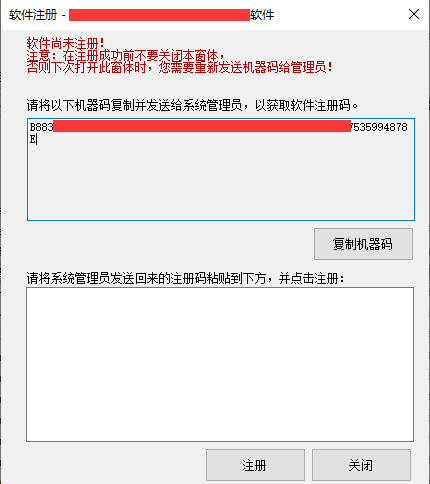 软件注册 - 软件
软件尚未注册!
注意: 在注册成功前不要关闭本窗体,
否则下次打开此窗体时, 您需要重新发送机器码给管理员!
请将以下机器码复制并发送给系统管理员, 以获取软件注册码。
B883 7535994878
E
复制机器码
请将系统管理员发送回来的注册码粘贴到下方, 并点击注册:
注册 关闭